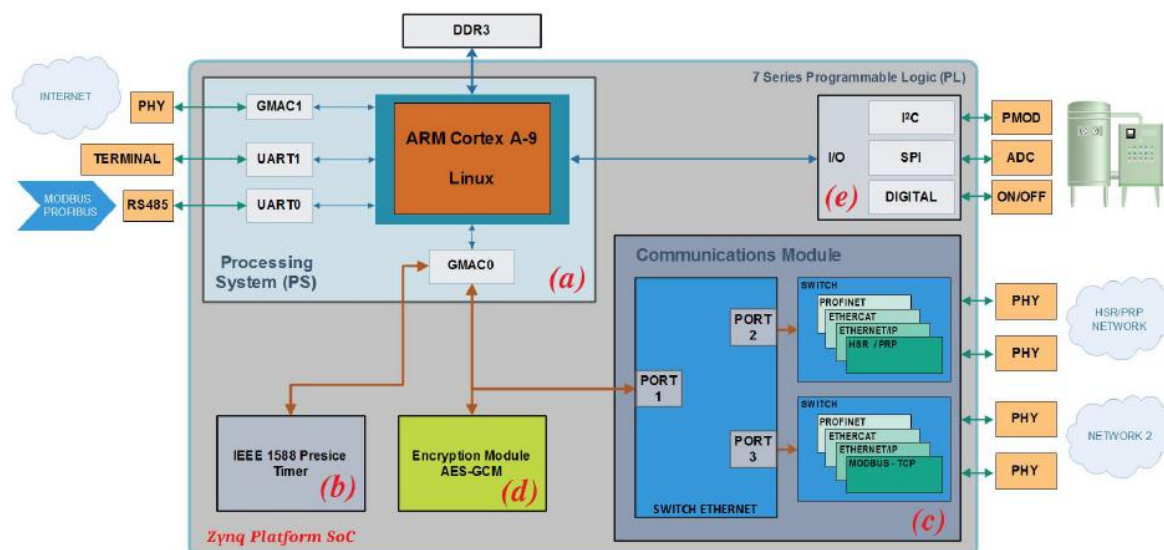 DDR3
7 Series Programmable Logic (PL)
INTERNET
PHY
GMAC1
TERMINAL
UART1
MODBUS
PROFIBUS
RS485
UART0
ARM Cortex A-9
Linux
GMAC0
Processing
System (PS)
(a)
I/O
I²C
SPI
DIGITAL
(e)
PMOD
ADC
ON/OFF
Communications Module
PORT
1
PORT
2
PORT
3
SWITCH ETHERNET
SWITCH
PROFINET
ETHERCAT
ETHERNET/IP
HSR / PRP
SWITCH
PROFINET
ETHERCAT
ETHERNET/IP
MODBUS - TCP
(c)
PHY
PHY
HSR/PRP
NETWORK
PHY
PHY
NETWORK 2
IEEE 1588 Presice
Timer
(b)
Encryption Module
AES-GCM
(d)
Zynq Platform SoC